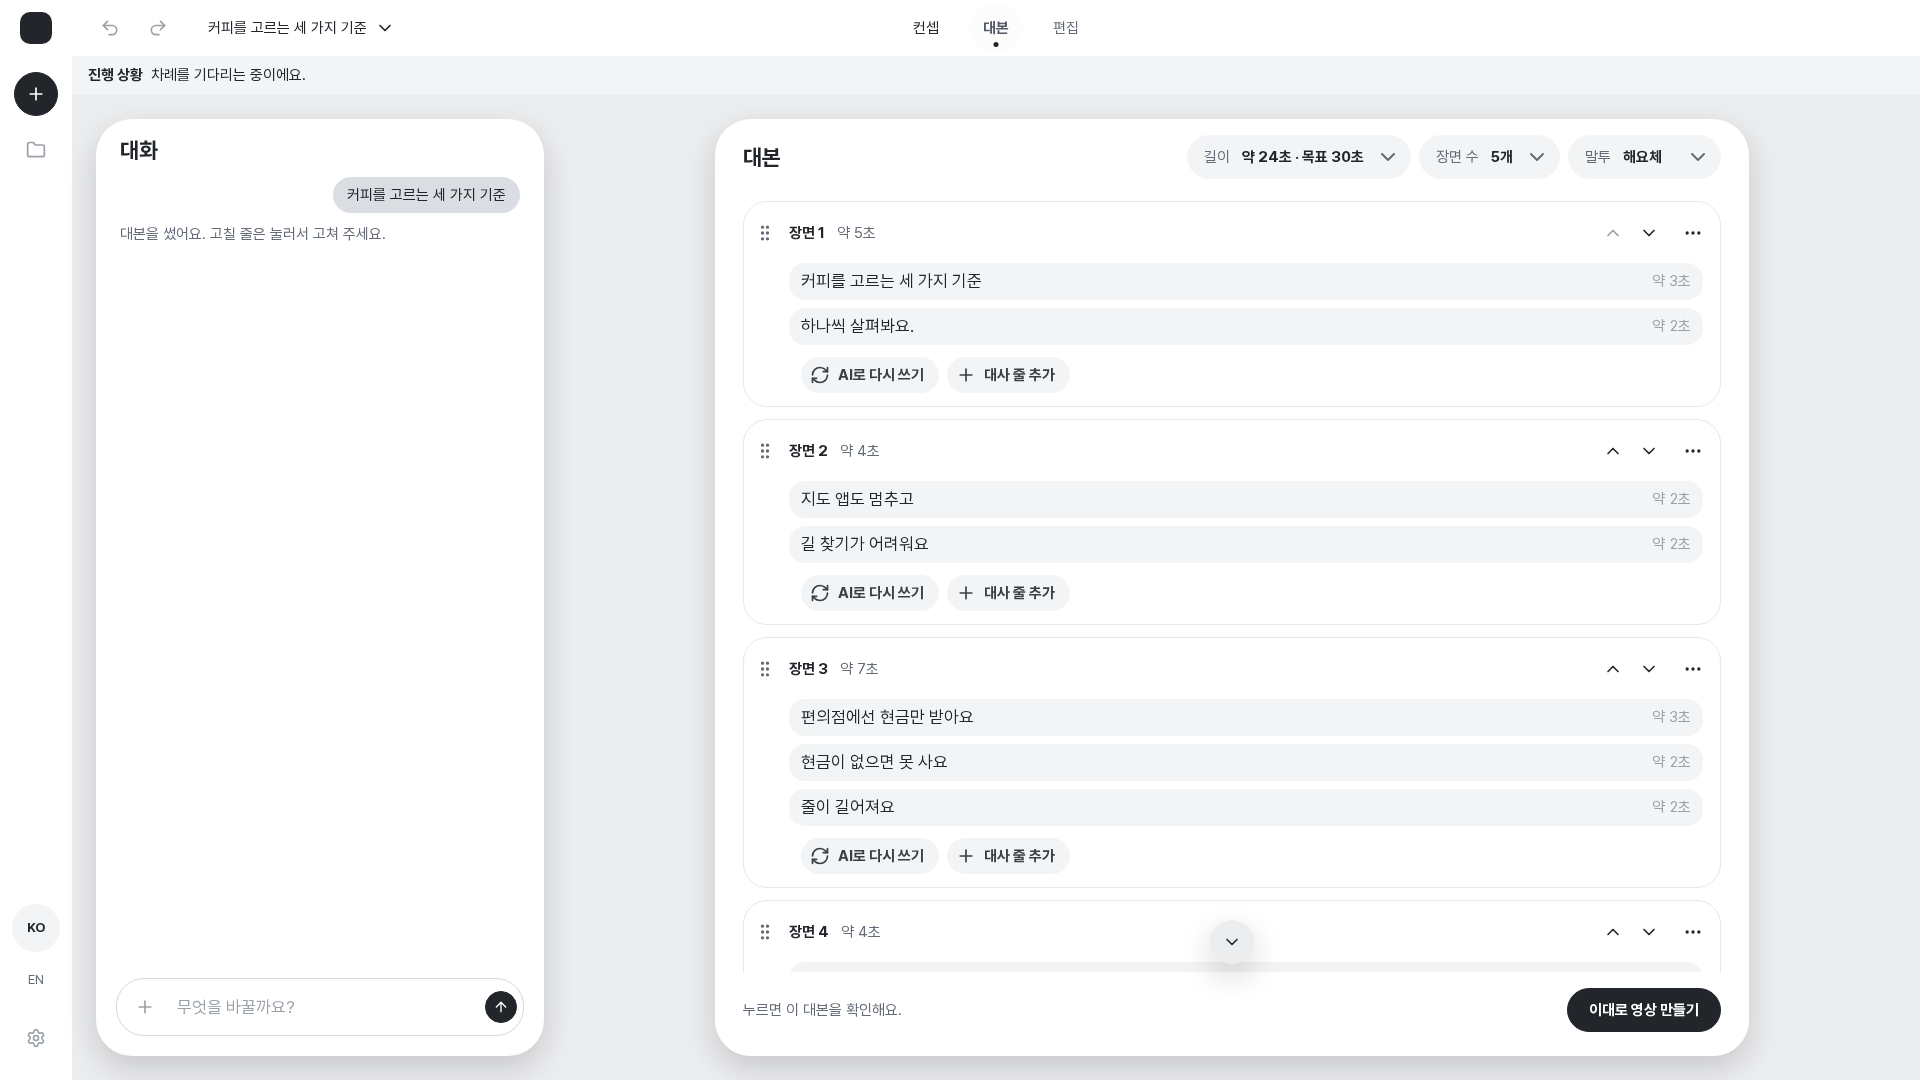 커피를 고르는 세 가지 기준
컨셉
대본
편집
진행 상황 차례를 기다리는 중이에요.
대화
커피를 고르는 세 가지 기준
대본을 썼어요. 고칠 줄은 눌러서 고쳐 주세요.
무엇을 바꿀까요?
KO
EN
대본
길이 약 24초 · 목표 30초
장면 수 5개
말투 해요체
장면 1 약 5초
커피를 고르는 세 가지 기준 약 3초
하나씩 살펴봐요. 약 2초
AI로 다시 쓰기
대사 줄 추가
장면 2 약 4초
지도 앱도 멈추고 약 2초
길 찾기가 어려워요 약 2초
AI로 다시 쓰기
대사 줄 추가
장면 3 약 7초
편의점에선 현금만 받아요 약 3초
현금이 없으면 못 사요 약 2초
줄이 길어져요 약 2초
AI로 다시 쓰기
대사 줄 추가
장면 4 약 4초
누르면 이 대본을 확인해요.
이대로 영상 만들기